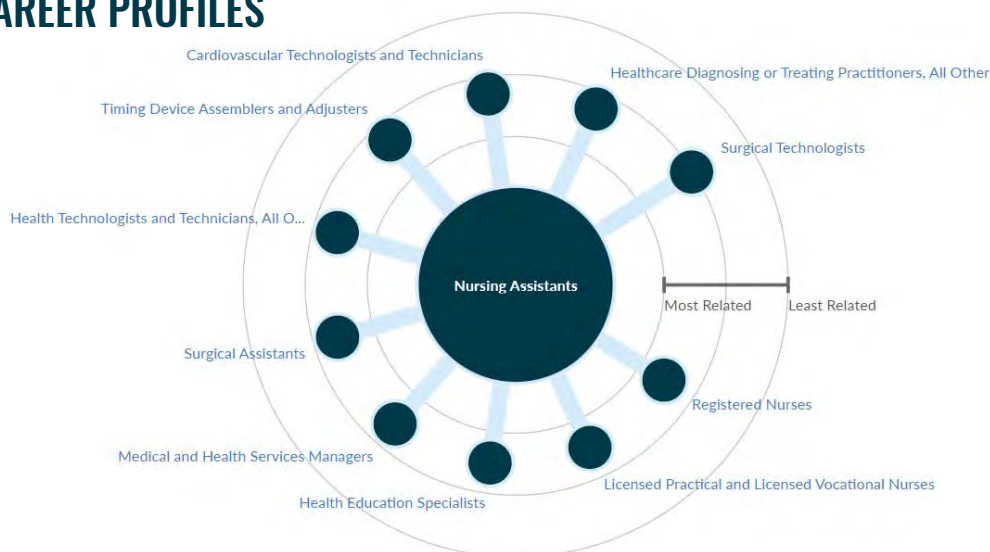 AREER PROFILES
Cardiovascular Technologists and Technicians
Healthcare Diagnosing or Treating Practitioners, All Other
Timing Device Assemblers and Adjusters
Surgical Technologists
Health Technologists and Technicians, All O...
Nursing Assistants
Most Related
Least Related
Surgical Assistants
Registered Nurses
Medical and Health Services Managers
Licensed Practical and Licensed Vocational Nurses
Health Education Specialists